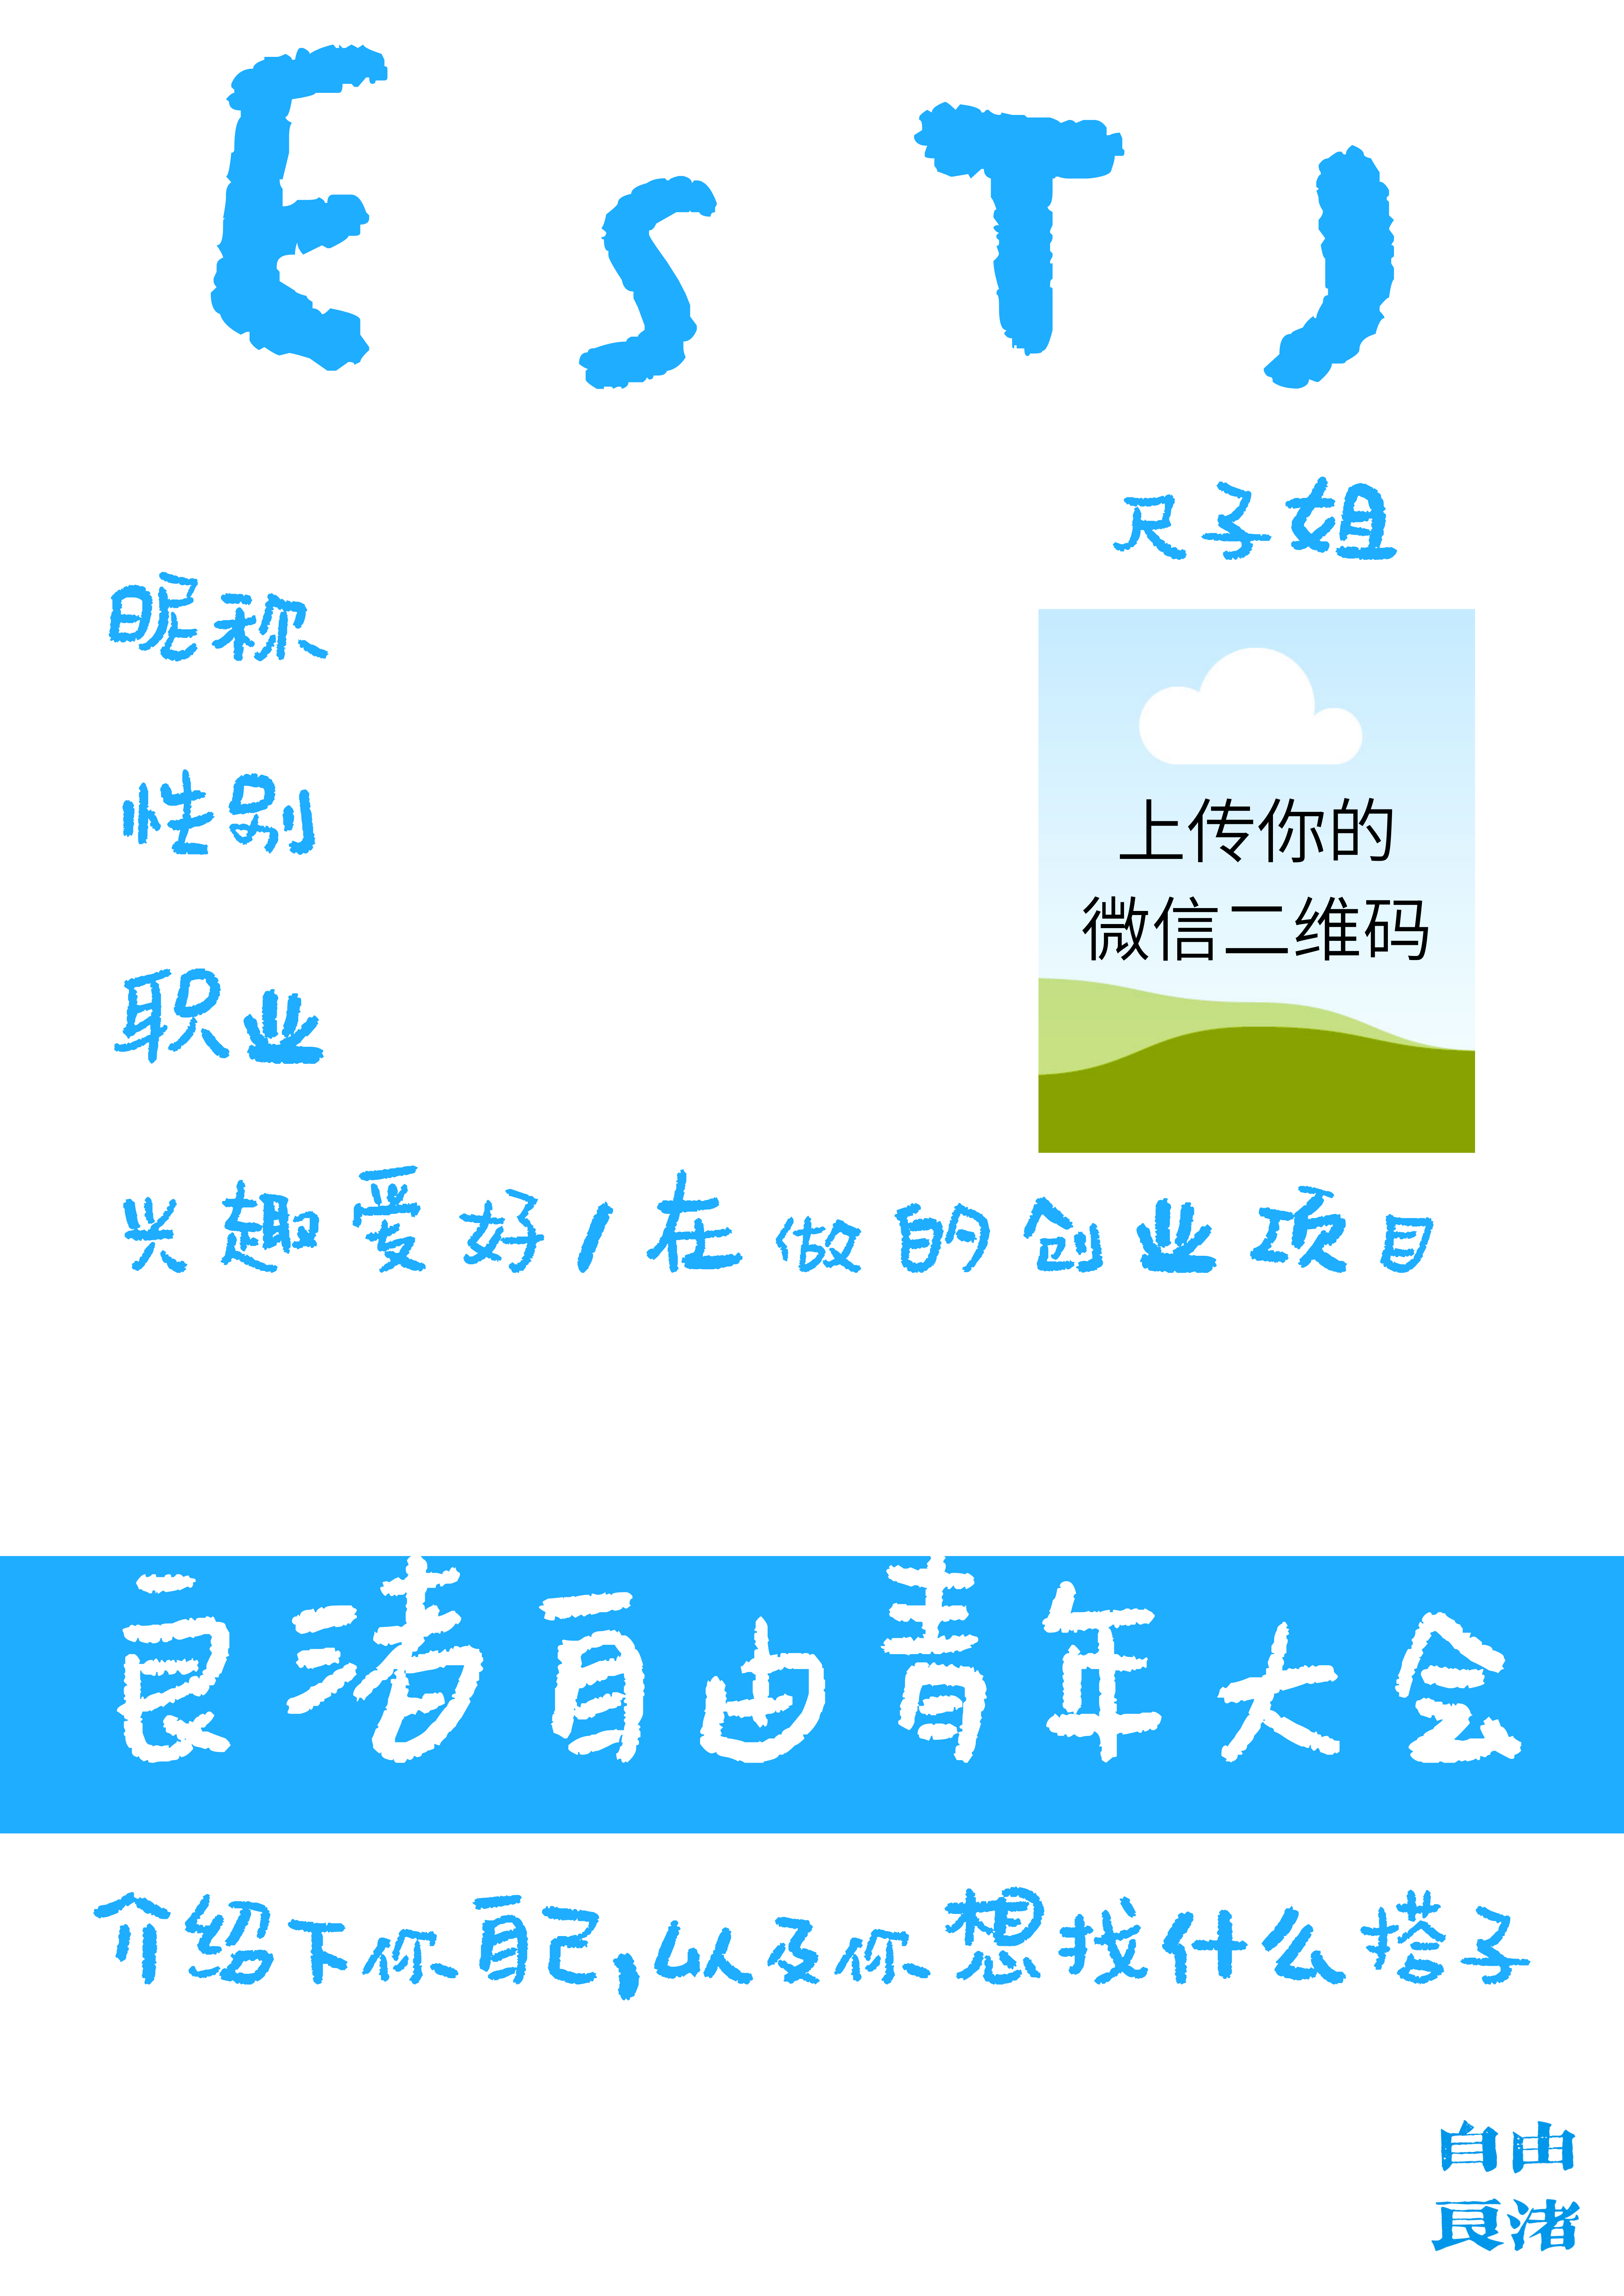 ESTJ
尺子姐
昵称
性别
上传你的
微信二维码
职业
兴趣爱好/在做的创业项目
良渚自由青年大会
介绍下你自己,以及你想找什么搭子
自由
良渚